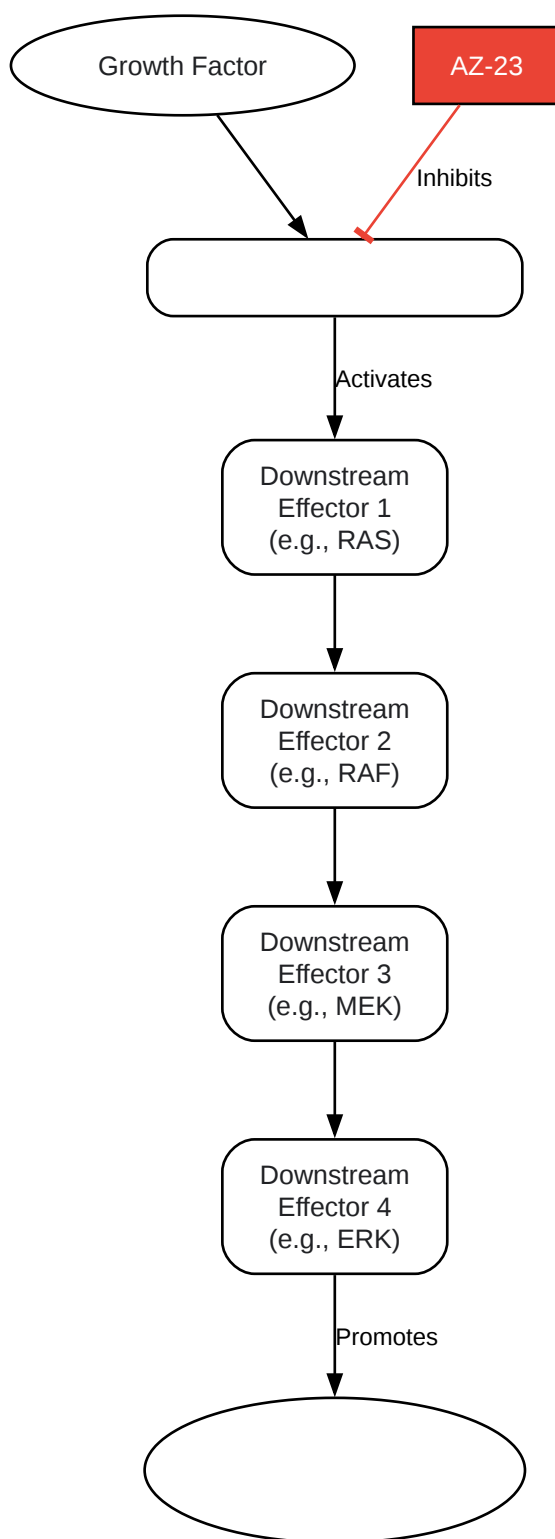 Growth Factor
AZ-23
Inhibits
Activates
Downstream
Effector 1
(e.g., RAS)
Downstream
Effector 2
(e.g., RAF)
Downstream
Effector 3
(e.g., MEK)
Downstream
Effector 4
(e.g., ERK)
Promotes